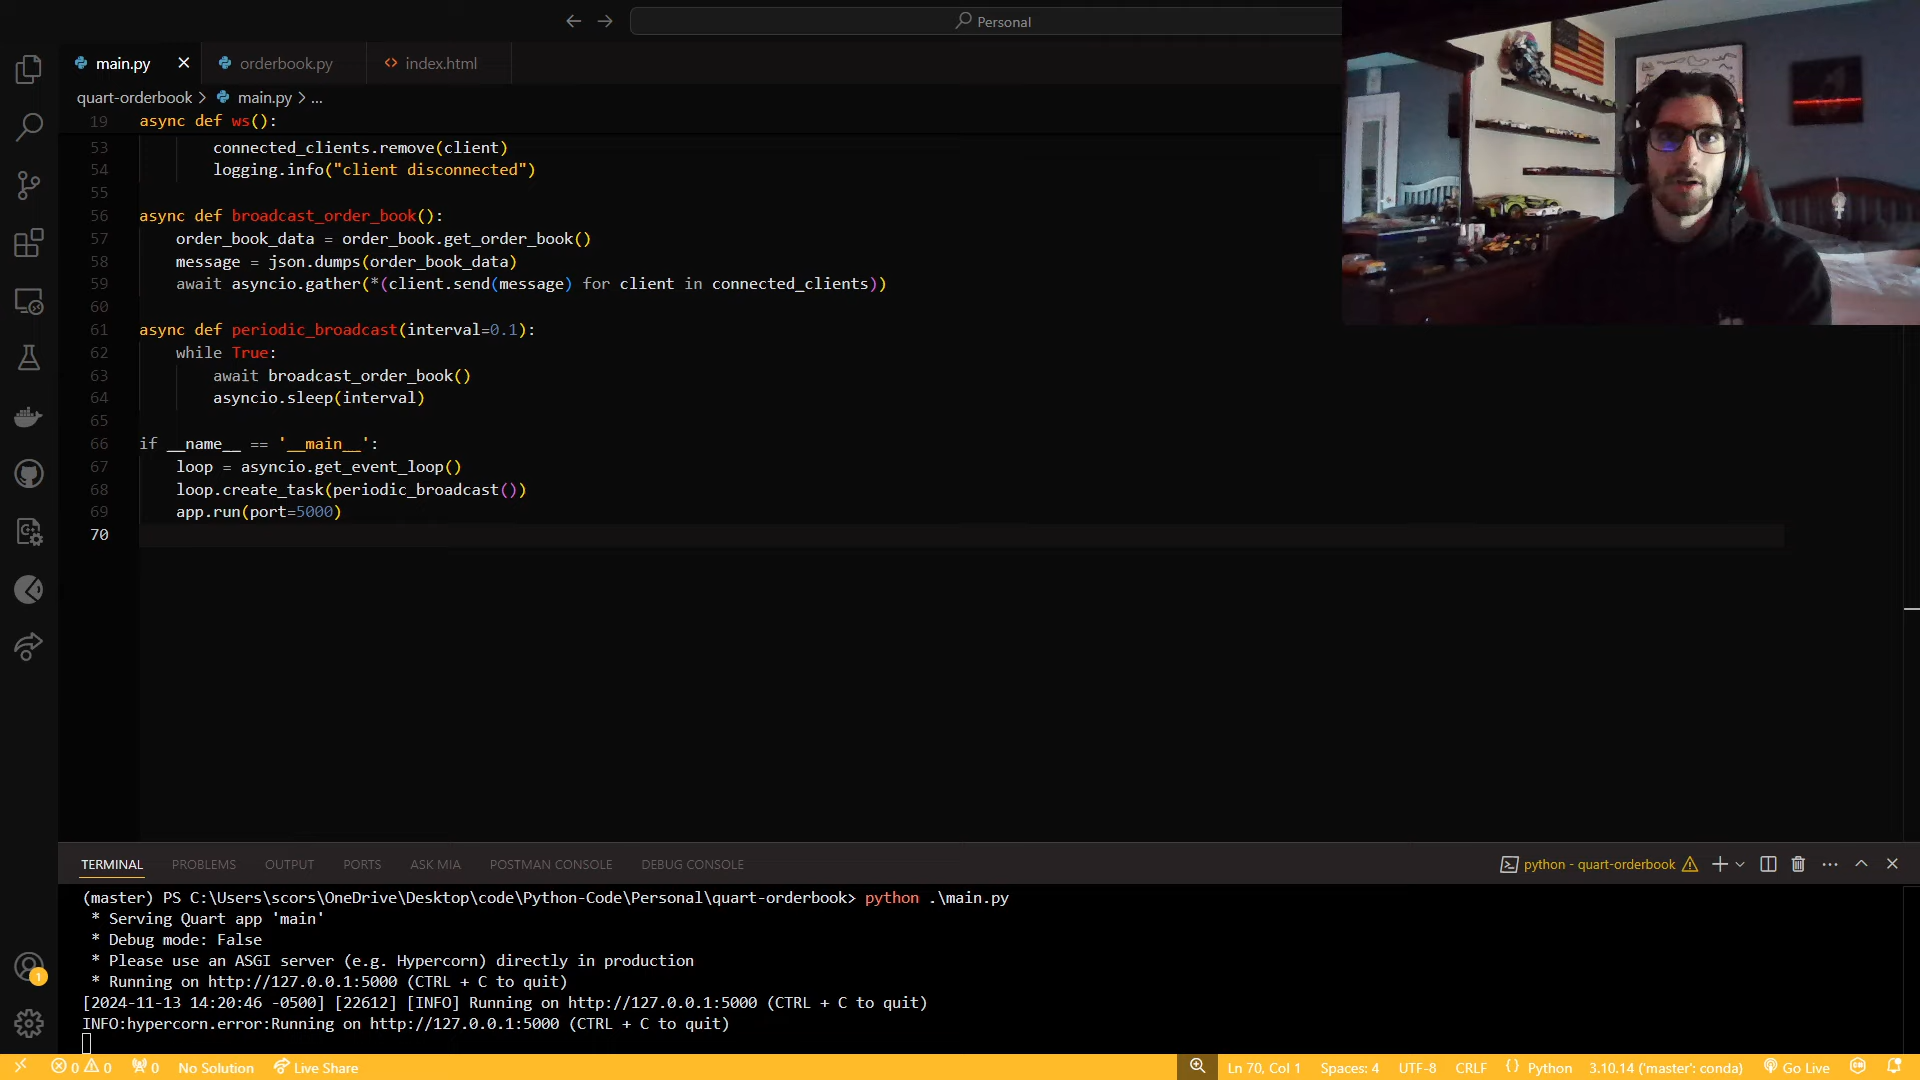 Personal
main.py
orderbook.py
index.html
quart-orderbook > main.py > ...
19 async def ws():
53 connected_clients.remove(client)
54 logging.info("client disconnected")
55
56 async def broadcast_order_book():
57 order_book_data = order_book.get_order_book()
58 message = json.dumps(order_book_data)
59 await asyncio.gather(*(client.send(message) for client in connected_clients))
60
61 async def periodic_broadcast(interval=0.1):
62 while True:
63 await broadcast_order_book()
64 asyncio.sleep(interval)
65
66 if __name__ == '__main__':
67 loop = asyncio.get_event_loop()
68 loop.create_task(periodic_broadcast())
69 app.run(port=5000)
70
TERMINAL PROBLEMS OUTPUT PORTS ASK MIA POSTMAN CONSOLE DEBUG CONSOLE python - quart-orderbook
(master) PS C:\Users\scors\OneDrive\Desktop\code\Python-Code\Personal\quart-orderbook> python .\main.py
* Serving Quart app 'main'
* Debug mode: False
* Please use an ASGI server (e.g. Hypercorn) directly in production
* Running on http://127.0.0.1:5000 (CTRL + C to quit)
[2024-11-13 14:20:46 -0500] [22612] [INFO] Running on http://127.0.0.1:5000 (CTRL + C to quit)
INFO:hypercorn.error:Running on http://127.0.0.1:5000 (CTRL + C to quit)
1
0 0 0 No Solution Live Share Ln 70, Col 1 Spaces: 4 UTF-8 CRLF Python 3.10.14 ('master': conda) Go Live